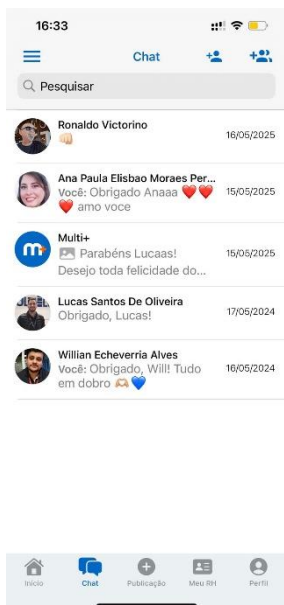 16:33
Chat
Pesquisar
Ronaldo Victorino
👊🏻 16/05/2025
Ana Paula Elisbao Moraes Per...
Você: Obrigado Anaaa ❤️❤️ 15/05/2025
❤️ amo voce
m
Multi+
Parabéns Lucaas! 15/05/2025
Desejo toda felicidade do...
Lucas Santos De Oliveira
Obrigado, Lucas! 17/05/2024
Willian Echeverria Alves
Você: Obrigado, Will! Tudo 16/05/2024
em dobro 🫶🏻💙
Início Chat Publicação Meu RH Perfil